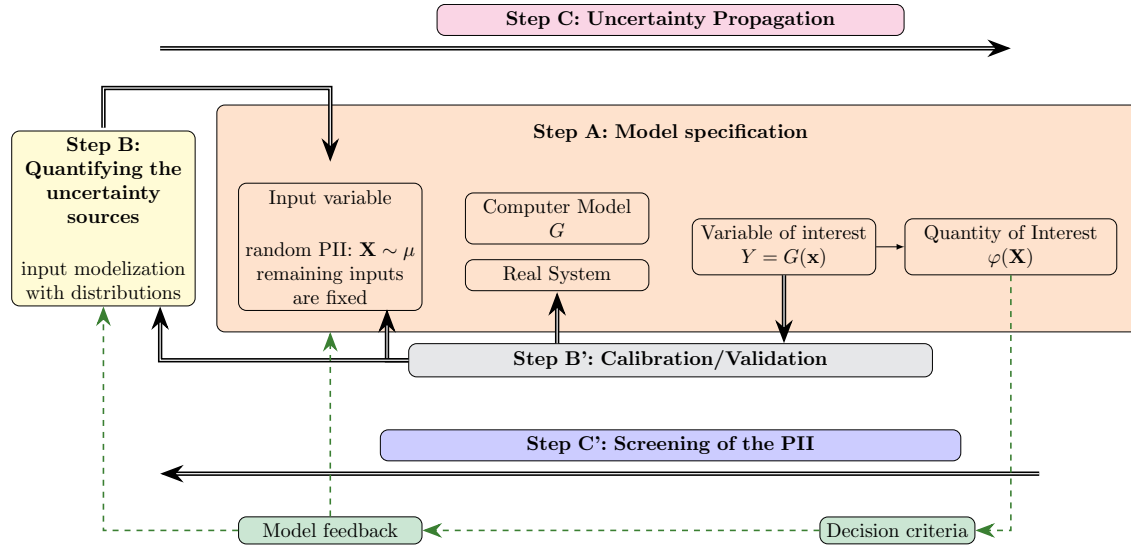 Step C: Uncertainty Propagation
Step A: Model specification
Step B:
Quantifying the
uncertainty
sources
input modelization
with distributions
Input variable
random PII: X ∼ μ
remaining inputs
are fixed
Computer Model
G
Real System
Variable of interest
Y = G(x)
Quantity of Interest
φ(X)
Step B’: Calibration/Validation
Step C’: Screening of the PII
Model feedback
Decision criteria